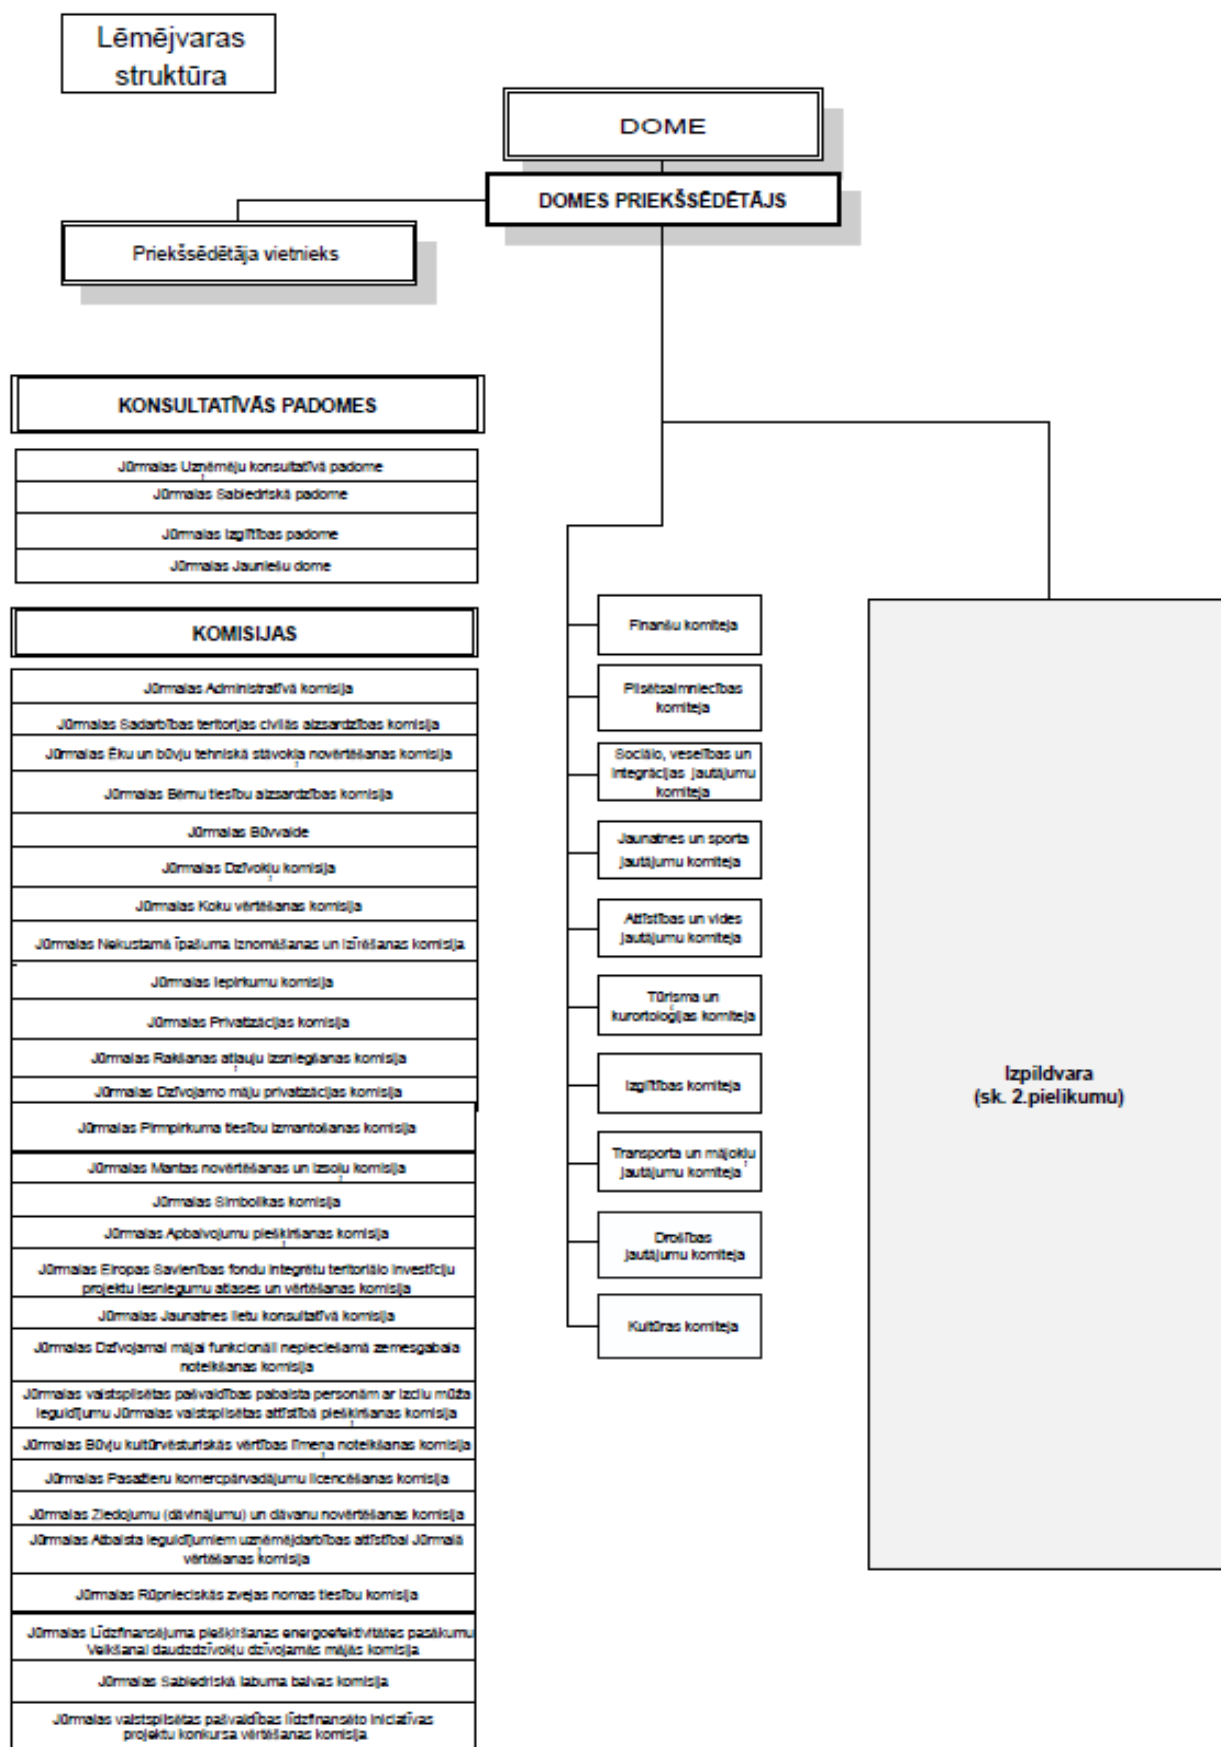 Lēmējvaras
struktūra
DOME
DOMES PRIEKŠSĒDĒTĀJS
Priekšsēdētāja vietnieks
KONSULTATĪVĀS PADOMES
Jūrmalas Uzņēmēju konsultatīvā padome
Jūrmalas Sabiedriskā padome
Jūrmalas Izglītības padome
Jūrmalas Jauniešu dome
KOMISIJAS
Jūrmalas Administratīvā komisija
Jūrmalas Sadarbības teritorijas civilās aizsardzības komisija
Jūrmalas Ēku un būvju tehniskā stāvokļa novērtēšanas komisija
Jūrmalas Bērnu tiesību aizsardzības komisija
Jūrmalas Būvvalde
Jūrmalas Dzīvokļu komisija
Jūrmalas Koku vērtēšanas komisija
Jūrmalas Nekustamā īpašuma iznomāšanas un izīrēšanas komisija
Jūrmalas Iepirkumu komisija
Jūrmalas Privatizācijas komisija
Jūrmalas Rakšanas atļauju izsniegšanas komisija
Jūrmalas Dzīvojamo māju privatizācijas komisija
Jūrmalas Pirmpirkuma tiesību izmantošanas komisija
Jūrmalas Mantas novērtēšanas un izsoļu komisija
Jūrmalas Simbolikas komisija
Jūrmalas Apbalvojumu piešķiršanas komisija
Jūrmalas Eiropas Savienības fondu integrētu teritoriālo investīciju
projektu iesniegumu atlases un vērtēšanas komisija
Jūrmalas Jaunatnes lietu konsultatīvā komisija
Jūrmalas Dzīvojamai mājai funkcionāli nepieciešamā zemesgabala
noteikšanas komisija
Jūrmalas valstspilsētas pašvaldības pabalsta personām ar izcilu mūža
ieguldījumu Jūrmalas valstspilsētas attīstībā piešķiršanas komisija
Jūrmalas Būvju kultūrvēsturiskās vērtības līmeņa noteikšanas komisija
Jūrmalas Pasažieru komercpārvadājumu licencēšanas komisija
Jūrmalas Ziedojumu (dāvinājumu) un dāvanu novērtēšanas komisija
Jūrmalas Atbalsta ieguldījumiem uzņēmējdarbības attīstībai Jūrmalā
vērtēšanas komisija
Jūrmalas Rūpnieciskās zvejas nomas tiesību komisija
Jūrmalas Līdzfinansējuma piešķiršanas energoefektivitātes pasākumu
Veikšanai daudzdzīvokļu dzīvojamās mājās komisija
Jūrmalas Sabiedriskā labuma balvas komisija
Jūrmalas valstspilsētas pašvaldības līdzfinansēto iniciatīvas
projektu konkursa vērtēšanas komisija
Finanšu komiteja
Pilsētsaimniecības
komiteja
Sociālo, veselības un
integrācijas jautājumu
komiteja
Jaunatnes un sporta
jautājumu komiteja
Attīstības un vides
jautājumu komiteja
Tūrisma un
kurortoloģijas komiteja
Izglītības komiteja
Transporta un mājokļu
jautājumu komiteja
Drošības
jautājumu komiteja
Kultūras komiteja
Izpildvara
(sk. 2.pielikumu)